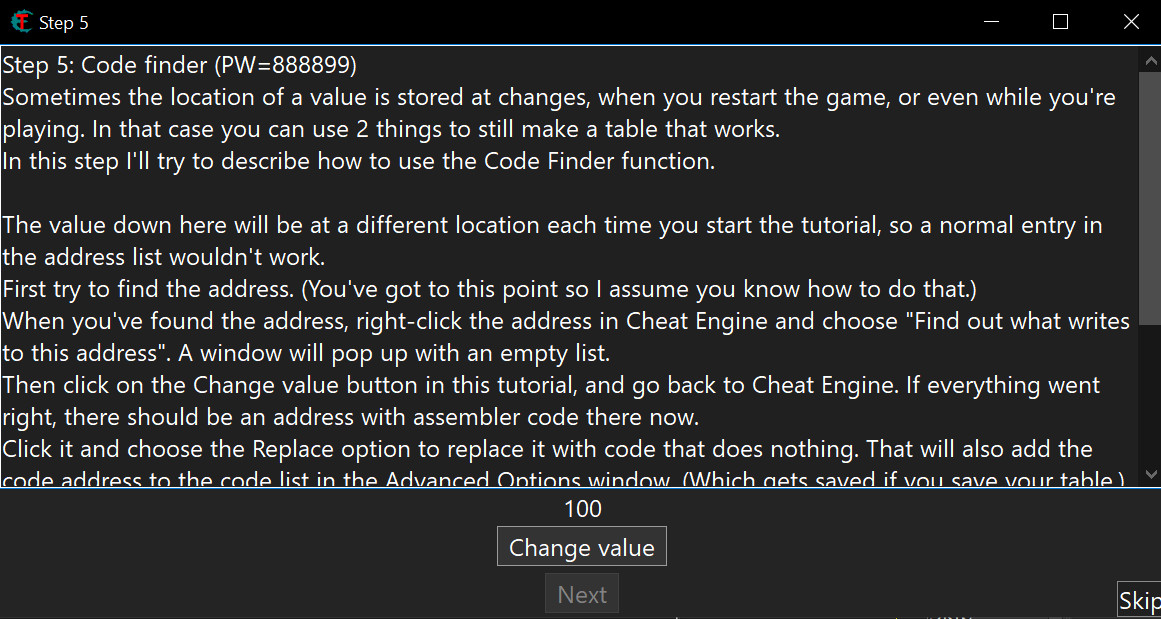 Step 5
Step 5: Code finder (PW=888899)
Sometimes the location of a value is stored at changes, when you restart the game, or even while you're
playing. In that case you can use 2 things to still make a table that works.
In this step I'll try to describe how to use the Code Finder function.
The value down here will be at a different location each time you start the tutorial, so a normal entry in
the address list wouldn't work.
First try to find the address. (You've got to this point so I assume you know how to do that.)
When you've found the address, right-click the address in Cheat Engine and choose "Find out what writes
to this address". A window will pop up with an empty list.
Then click on the Change value button in this tutorial, and go back to Cheat Engine. If everything went
right, there should be an address with assembler code there now.
Click it and choose the Replace option to replace it with code that does nothing. That will also add the
code address to the code list in the Advanced Options window. (Which gets saved if you save your table.)
100
Change value
Next
Skip